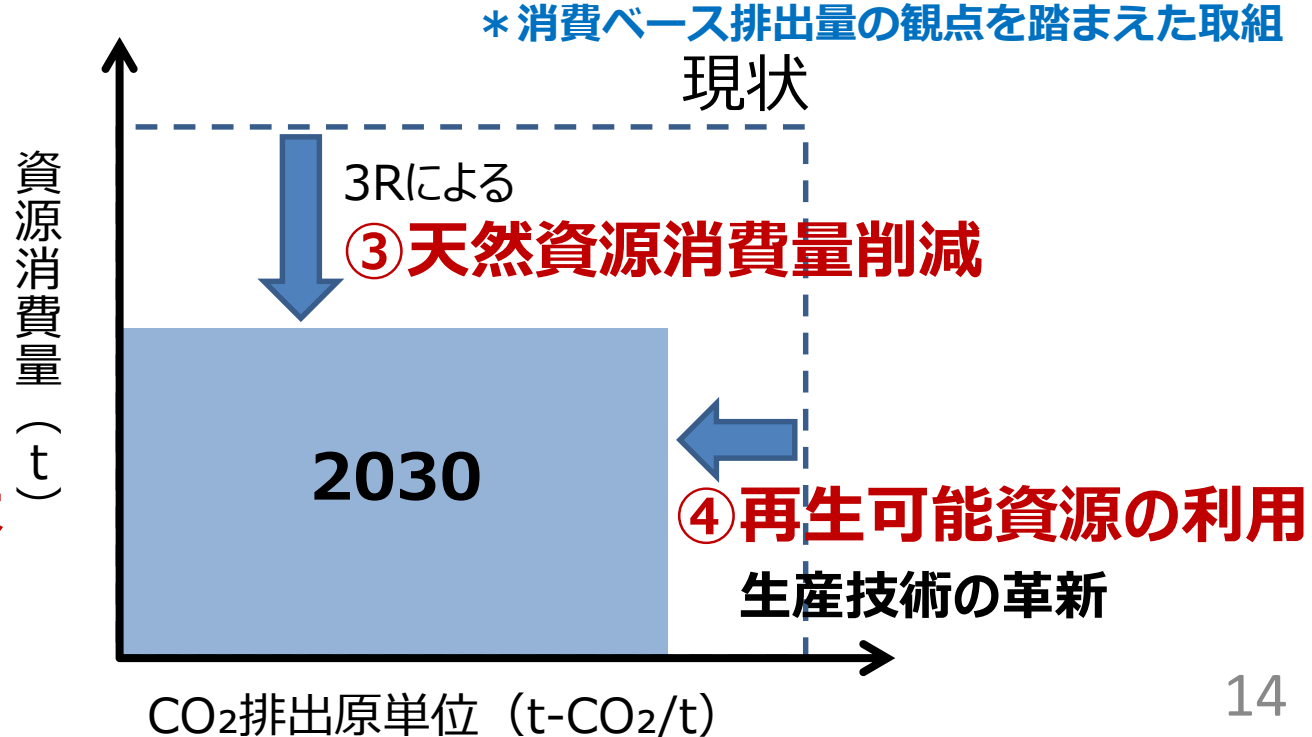 ＊消費ベース排出量の観点を踏まえた取組
現状
資源消費量（t）
3Rによる
③天然資源消費量削減
2030
④再生可能資源の利用
生産技術の革新
CO₂排出原単位（t-CO₂/t）
14